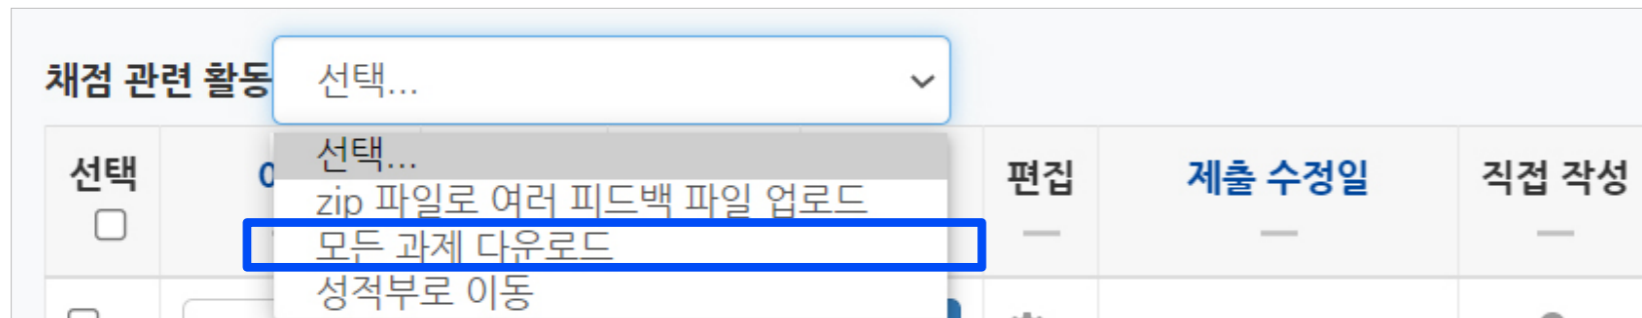 채점 관련 활동 선택...
선택...
zip 파일로 여러 피드백 파일 업로드
모든 과제 다운로드
성적부로 이동
선택 편집 제출 수정일 직접 작성